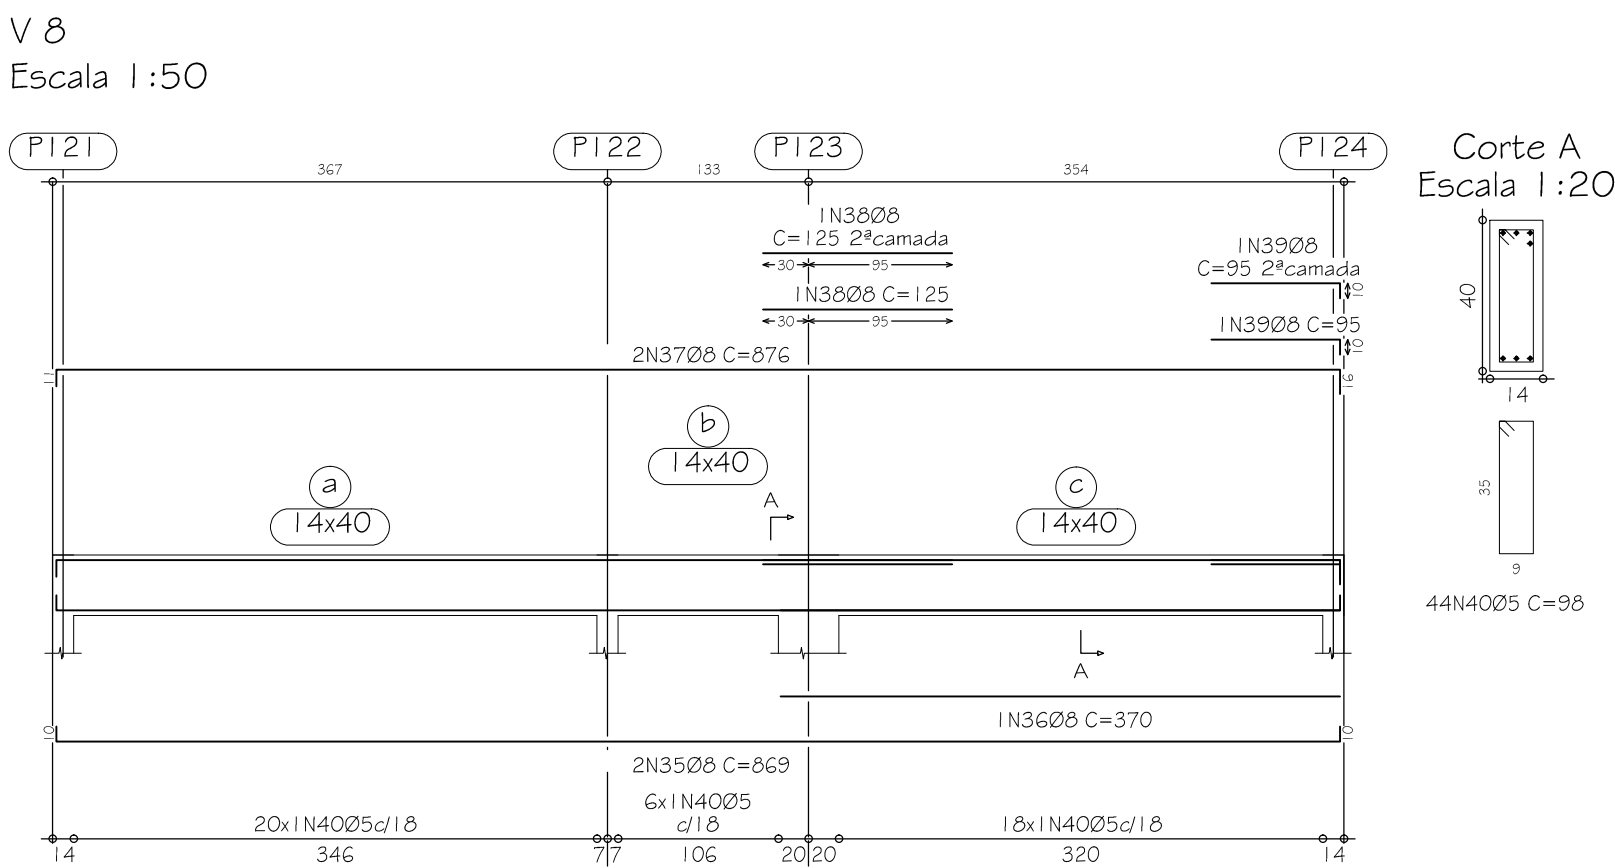 V 8
Escala 1:50
P121
P122
P123
P124
367
133
354
Corte A
Escala 1:20
1N38Ø8
C=125 2ªcamada
30
95
1N38Ø8 C=125
30
95
1N39Ø8
C=95 2ªcamada
10
1N39Ø8 C=95
10
2N37Ø8 C=876
11
16
40
14
a
14x40
b
14x40
c
14x40
A
A
35
9
44N40Ø5 C=98
1N36Ø8 C=370
10
10
2N35Ø8 C=869
20x1N40Ø5c/18
6x1N40Ø5
c/18
18x1N40Ø5c/18
14
346
7
7
106
20
20
320
14